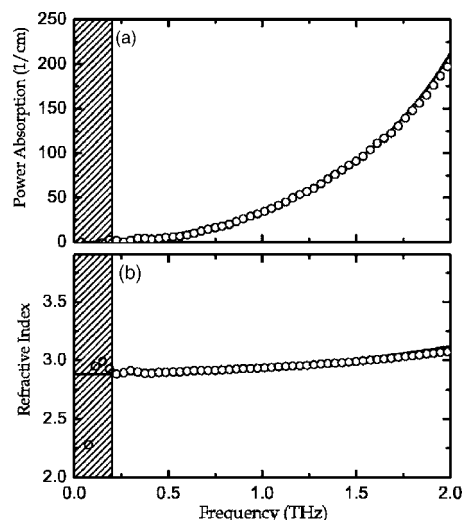 (a)
Power Absorption (1/cm)
250
200
150
100
50
0
(b)
Refractive Index
3.5
3.0
2.5
2.0
0.0 0.5 1.0 1.5 2.0
Frequency (THz)